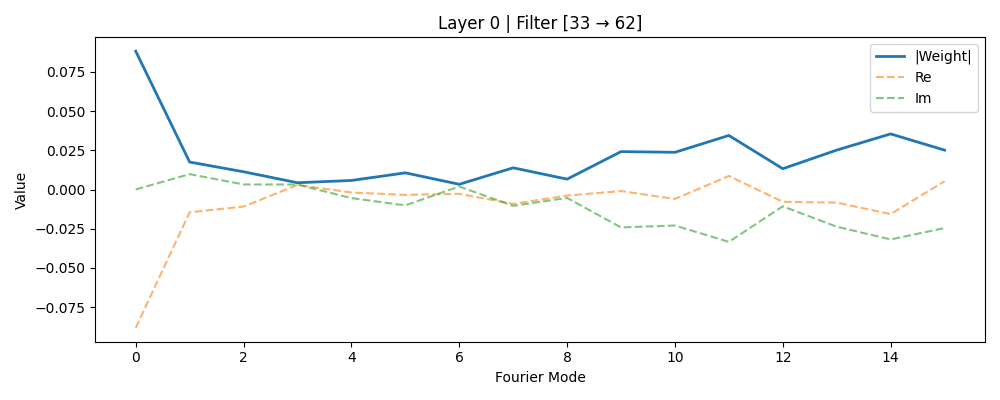 Layer 0 | Filter [33 → 62]
|Weight|
Re
Im
0.075
0.050
0.025
0.000
−0.025
−0.050
−0.075
Value
0 2 4 6 8 10 12 14
Fourier Mode